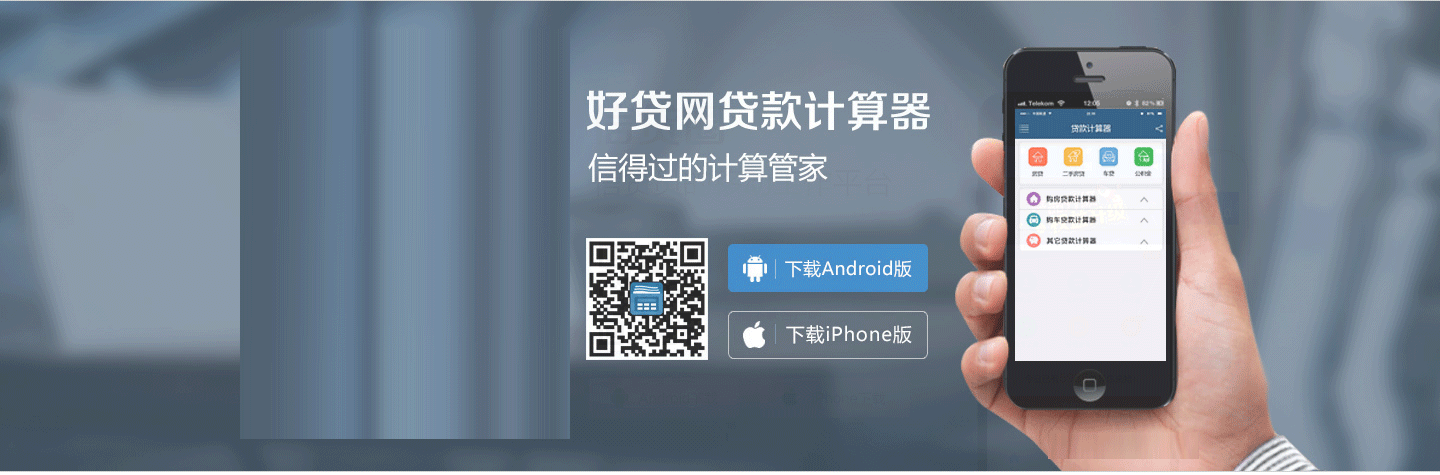 好贷网贷款计算器
信得过的计算管家
平台
下载Android版
下载iPhone版
Telekom
12:05
82%
贷款计算器
房贷
二手房贷
车贷
公积金
购房贷款计算器
购车贷款计算器
其它贷款计算器